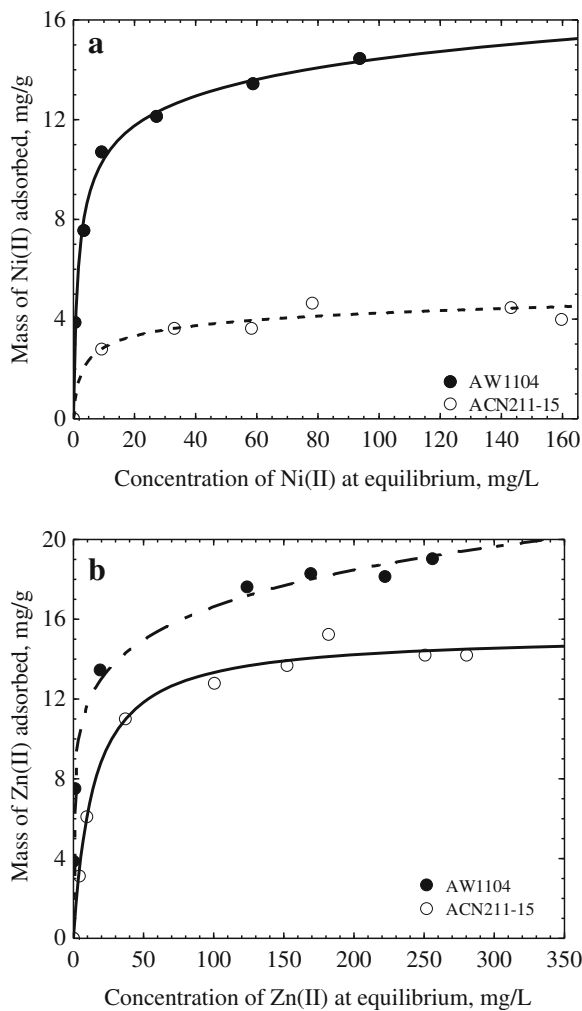 a
16
12
8
4
0
Mass of Ni(II) adsorbed, mg/g
AW1104
ACN211-15
0 20 40 60 80 100 120 140 160
Concentration of Ni(II) at equilibrium, mg/L
b
20
16
12
8
4
0
Mass of Zn(II) adsorbed, mg/g
AW1104
ACN211-15
0 50 100 150 200 250 300 350
Concentration of Zn(II) at equilibrium, mg/L